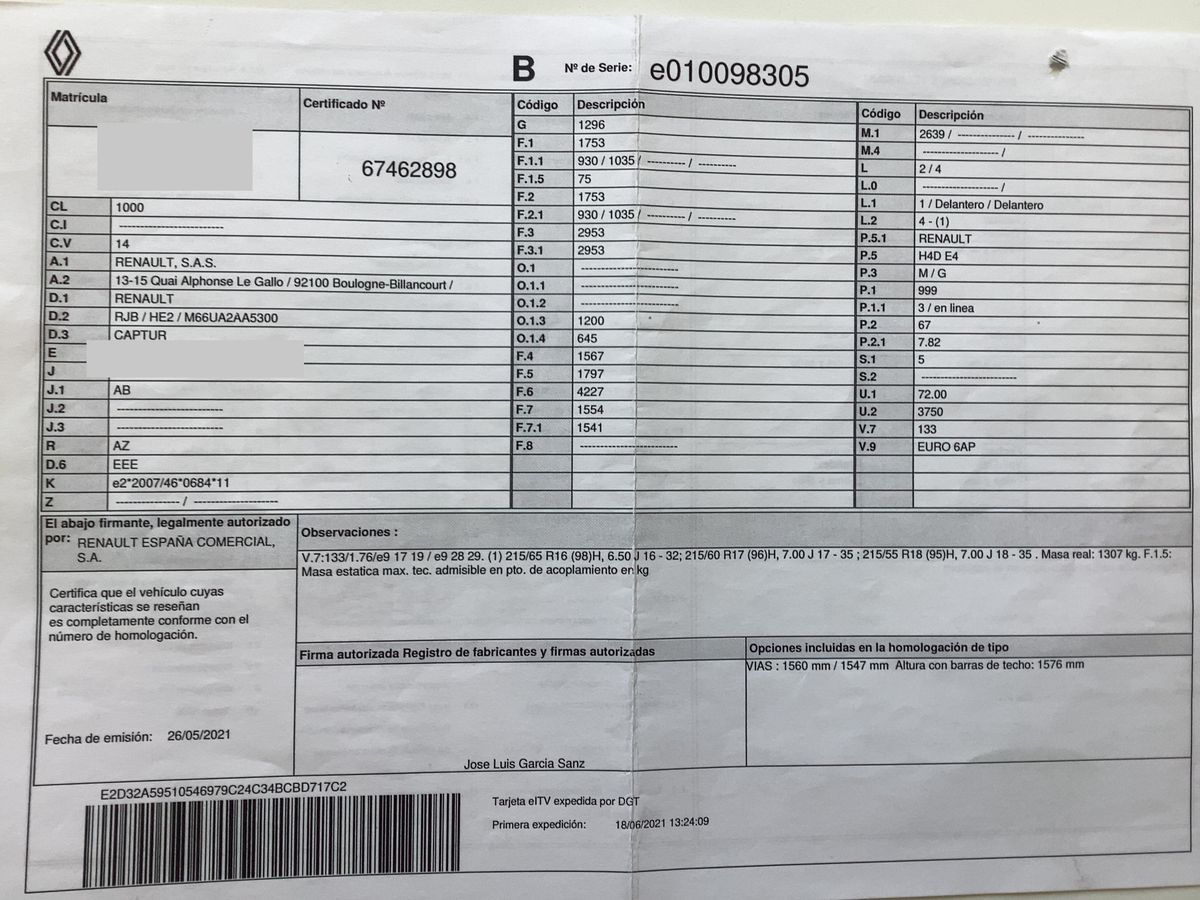 B Nº de Serie: e010098305
Matrícula
Certificado Nº
67462898
CL 1000
C.I -----------------------
C.V 14
A.1 RENAULT, S.A.S.
A.2 13-15 Quai Alphonse Le Gallo / 92100 Boulogne-Billancourt /
D.1 RENAULT
D.2 RJB / HE2 / M66UA2AA5300
D.3 CAPTUR
E
J
J.1 AB
J.2 -----------------------
J.3 -----------------------
R AZ
D.6 EEE
K e2*2007/46*0684*11
Z -------------- / ------------------
Código Descripción
G 1296
F.1 1753
F.1.1 930 / 1035 / ---------- / ----------
F.1.5 75
F.2 1753
F.2.1 930 / 1035 / ---------- / ----------
F.3 2953
F.3.1 2953
O.1 -----------------------
O.1.1 -----------------------
O.1.2 -----------------------
O.1.3 1200
O.1.4 645
F.4 1567
F.5 1797
F.6 4227
F.7 1554
F.7.1 1541
F.8 -----------------------
Código Descripción
M.1 2639 / --------------- / ---------------
M.4 -------------------- /
L 2 / 4
L.0 -------------------- /
L.1 1 / Delantero / Delantero
L.2 4 - (1)
P.5.1 RENAULT
P.5 H4D E4
P.3 M / G
P.1 999
P.1.1 3 / en linea
P.2 67
P.2.1 7.82
S.1 5
S.2 -----------------------
U.1 72.00
U.2 3750
V.7 133
V.9 EURO 6AP
El abajo firmante, legalmente autorizado
por: RENAULT ESPAÑA COMERCIAL,
S.A.
Certifica que el vehículo cuyas
características se reseñan
es completamente conforme con el
número de homologación.
Fecha de emisión: 26/05/2021
Observaciones :
V.7:133/1.76/e9 17 19 / e9 28 29. (1) 215/65 R16 (98)H, 6.50 J 16 - 32; 215/60 R17 (96)H, 7.00 J 17 - 35 ; 215/55 R18 (95)H, 7.00 J 18 - 35 . Masa real: 1307 kg. F.1.5:
Masa estatica max. tec. admisible en pto. de acoplamiento en kg
Firma autorizada Registro de fabricantes y firmas autorizadas
Jose Luis Garcia Sanz
Opciones incluidas en la homologación de tipo
VIAS : 1560 mm / 1547 mm Altura con barras de techo: 1576 mm
E2D32A59510546979C24C34BCBD717C2
Tarjeta eITV expedida por DGT
Primera expedición: 18/06/2021 13:24:09